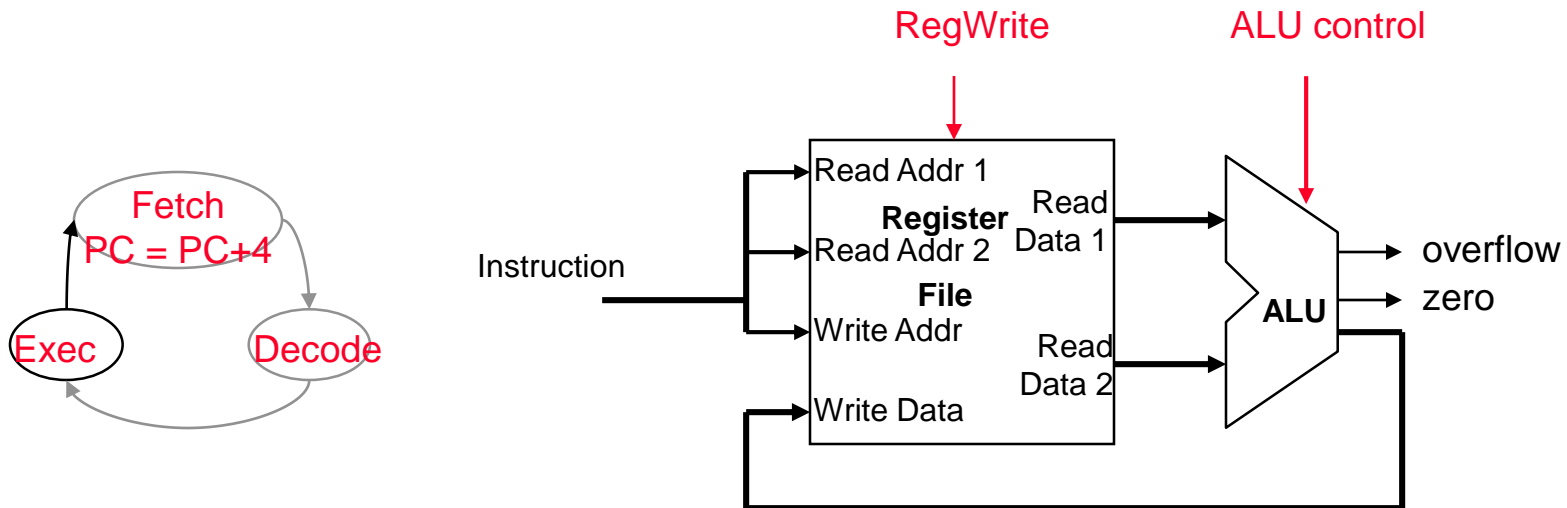 RegWrite
ALU control
Fetch
PC = PC+4
Exec
Decode
Instruction
Read Addr 1
Register
Read Addr 2
File
Write Addr
Write Data
Read
Data 1
Read
Data 2
ALU
overflow
zero